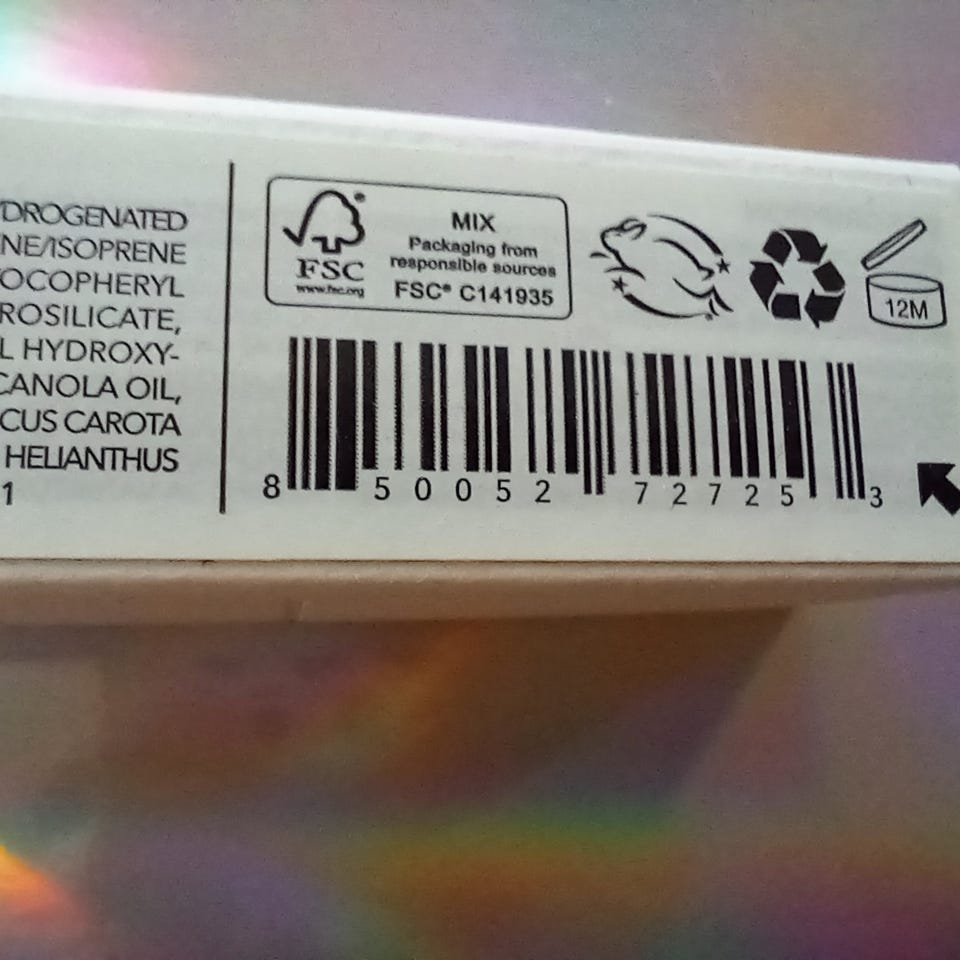 DROGENATED
NE/ISOPRENE
OCOPHERYL
ROSILICATE,
L HYDROXY-
CANOLA OIL,
CUS CAROTA
HELIANTHUS
1
FSC®
www.fsc.org
MIX
Packaging from
responsible sources
FSC® C141935
12M
8 50052 72725 3